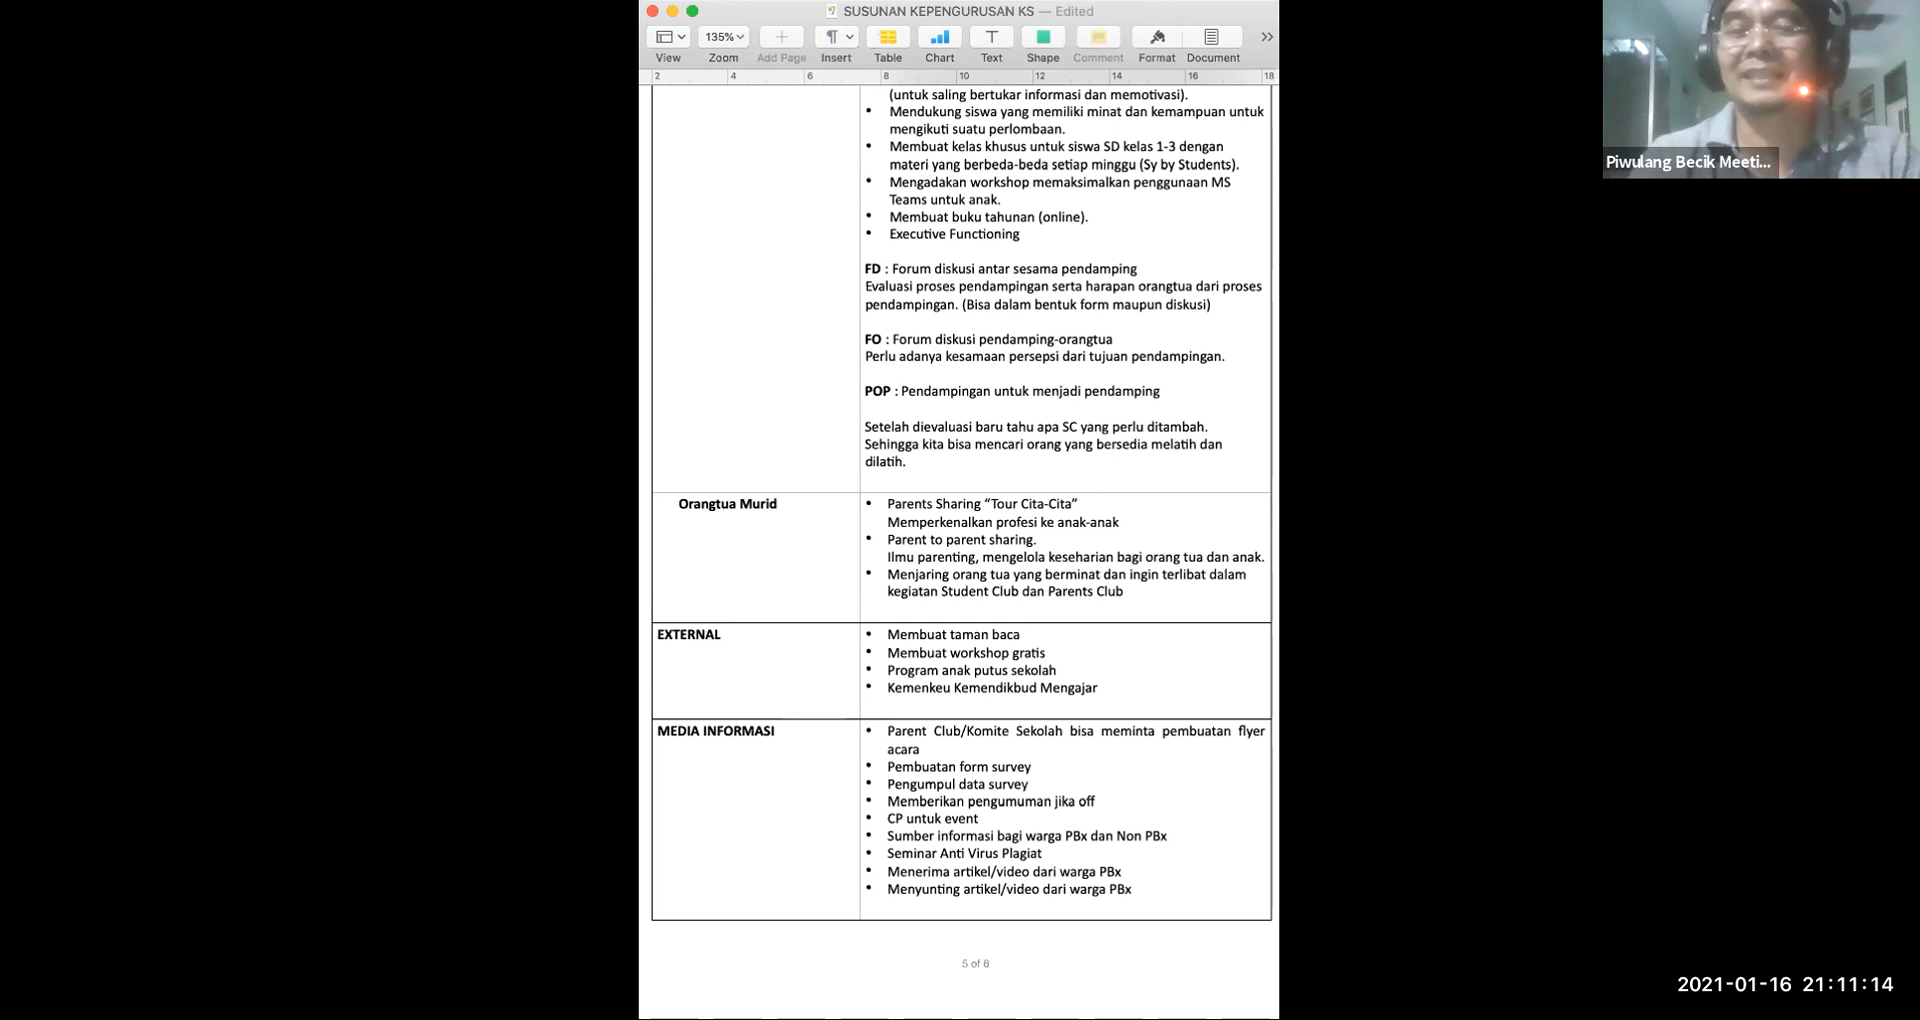 SUSUNAN KEPENGURUSAN KS — Edited
135%
View Zoom Add Page Insert Table Chart Text Shape Comment Format Document
2 4 6 8 10 12 14 16 18
(untuk saling bertukar informasi dan memotivasi).
• Mendukung siswa yang memiliki minat dan kemampuan untuk
mengikuti suatu perlombaan.
• Membuat kelas khusus untuk siswa SD kelas 1-3 dengan
materi yang berbeda-beda setiap minggu (Sy by Students).
• Mengadakan workshop memaksimalkan penggunaan MS
Teams untuk anak.
• Membuat buku tahunan (online).
• Executive Functioning
FD : Forum diskusi antar sesama pendamping
Evaluasi proses pendampingan serta harapan orangtua dari proses
pendampingan. (Bisa dalam bentuk form maupun diskusi)
FO : Forum diskusi pendamping-orangtua
Perlu adanya kesamaan persepsi dari tujuan pendampingan.
POP : Pendampingan untuk menjadi pendamping
Setelah dievaluasi baru tahu apa SC yang perlu ditambah.
Sehingga kita bisa mencari orang yang bersedia melatih dan
dilatih.
Orangtua Murid
• Parents Sharing “Tour Cita-Cita”
Memperkenalkan profesi ke anak-anak
• Parent to parent sharing.
Ilmu parenting, mengelola keseharian bagi orang tua dan anak.
• Menjaring orang tua yang berminat dan ingin terlibat dalam
kegiatan Student Club dan Parents Club
EXTERNAL
• Membuat taman baca
• Membuat workshop gratis
• Program anak putus sekolah
• Kemenkeu Kemendikbud Mengajar
MEDIA INFORMASI
• Parent Club/Komite Sekolah bisa meminta pembuatan flyer
acara
• Pembuatan form survey
• Pengumpul data survey
• Memberikan pengumuman jika off
• CP untuk event
• Sumber informasi bagi warga PBx dan Non PBx
• Seminar Anti Virus Plagiat
• Menerima artikel/video dari warga PBx
• Menyunting artikel/video dari warga PBx
5 of 6
Piwulang Becik Meeti...
2021-01-16 21:11:14